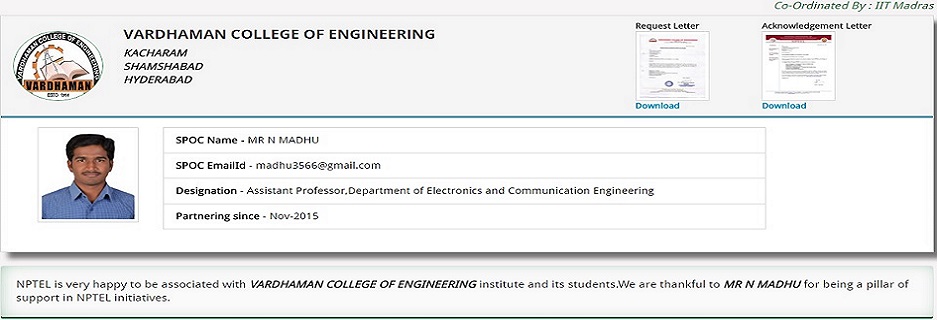 Co-Ordinated By : IIT Madras
VARDHAMAN COLLEGE OF ENGINEERING
KACHARAM
SHAMSHABAD
HYDERABAD
Request Letter
Acknowledgement Letter
Download
Download
VARDHAMAN COLLEGE OF ENGINEERING
VARDHAMAN
SPOC Name - MR N MADHU
SPOC EmailId - madhu3566@gmail.com
Designation - Assistant Professor,Department of Electronics and Communication Engineering
Partnering since - Nov-2015
NPTEL is very happy to be associated with VARDHAMAN COLLEGE OF ENGINEERING institute and its students.We are thankful to MR N MADHU for being a pillar of
support in NPTEL initiatives.